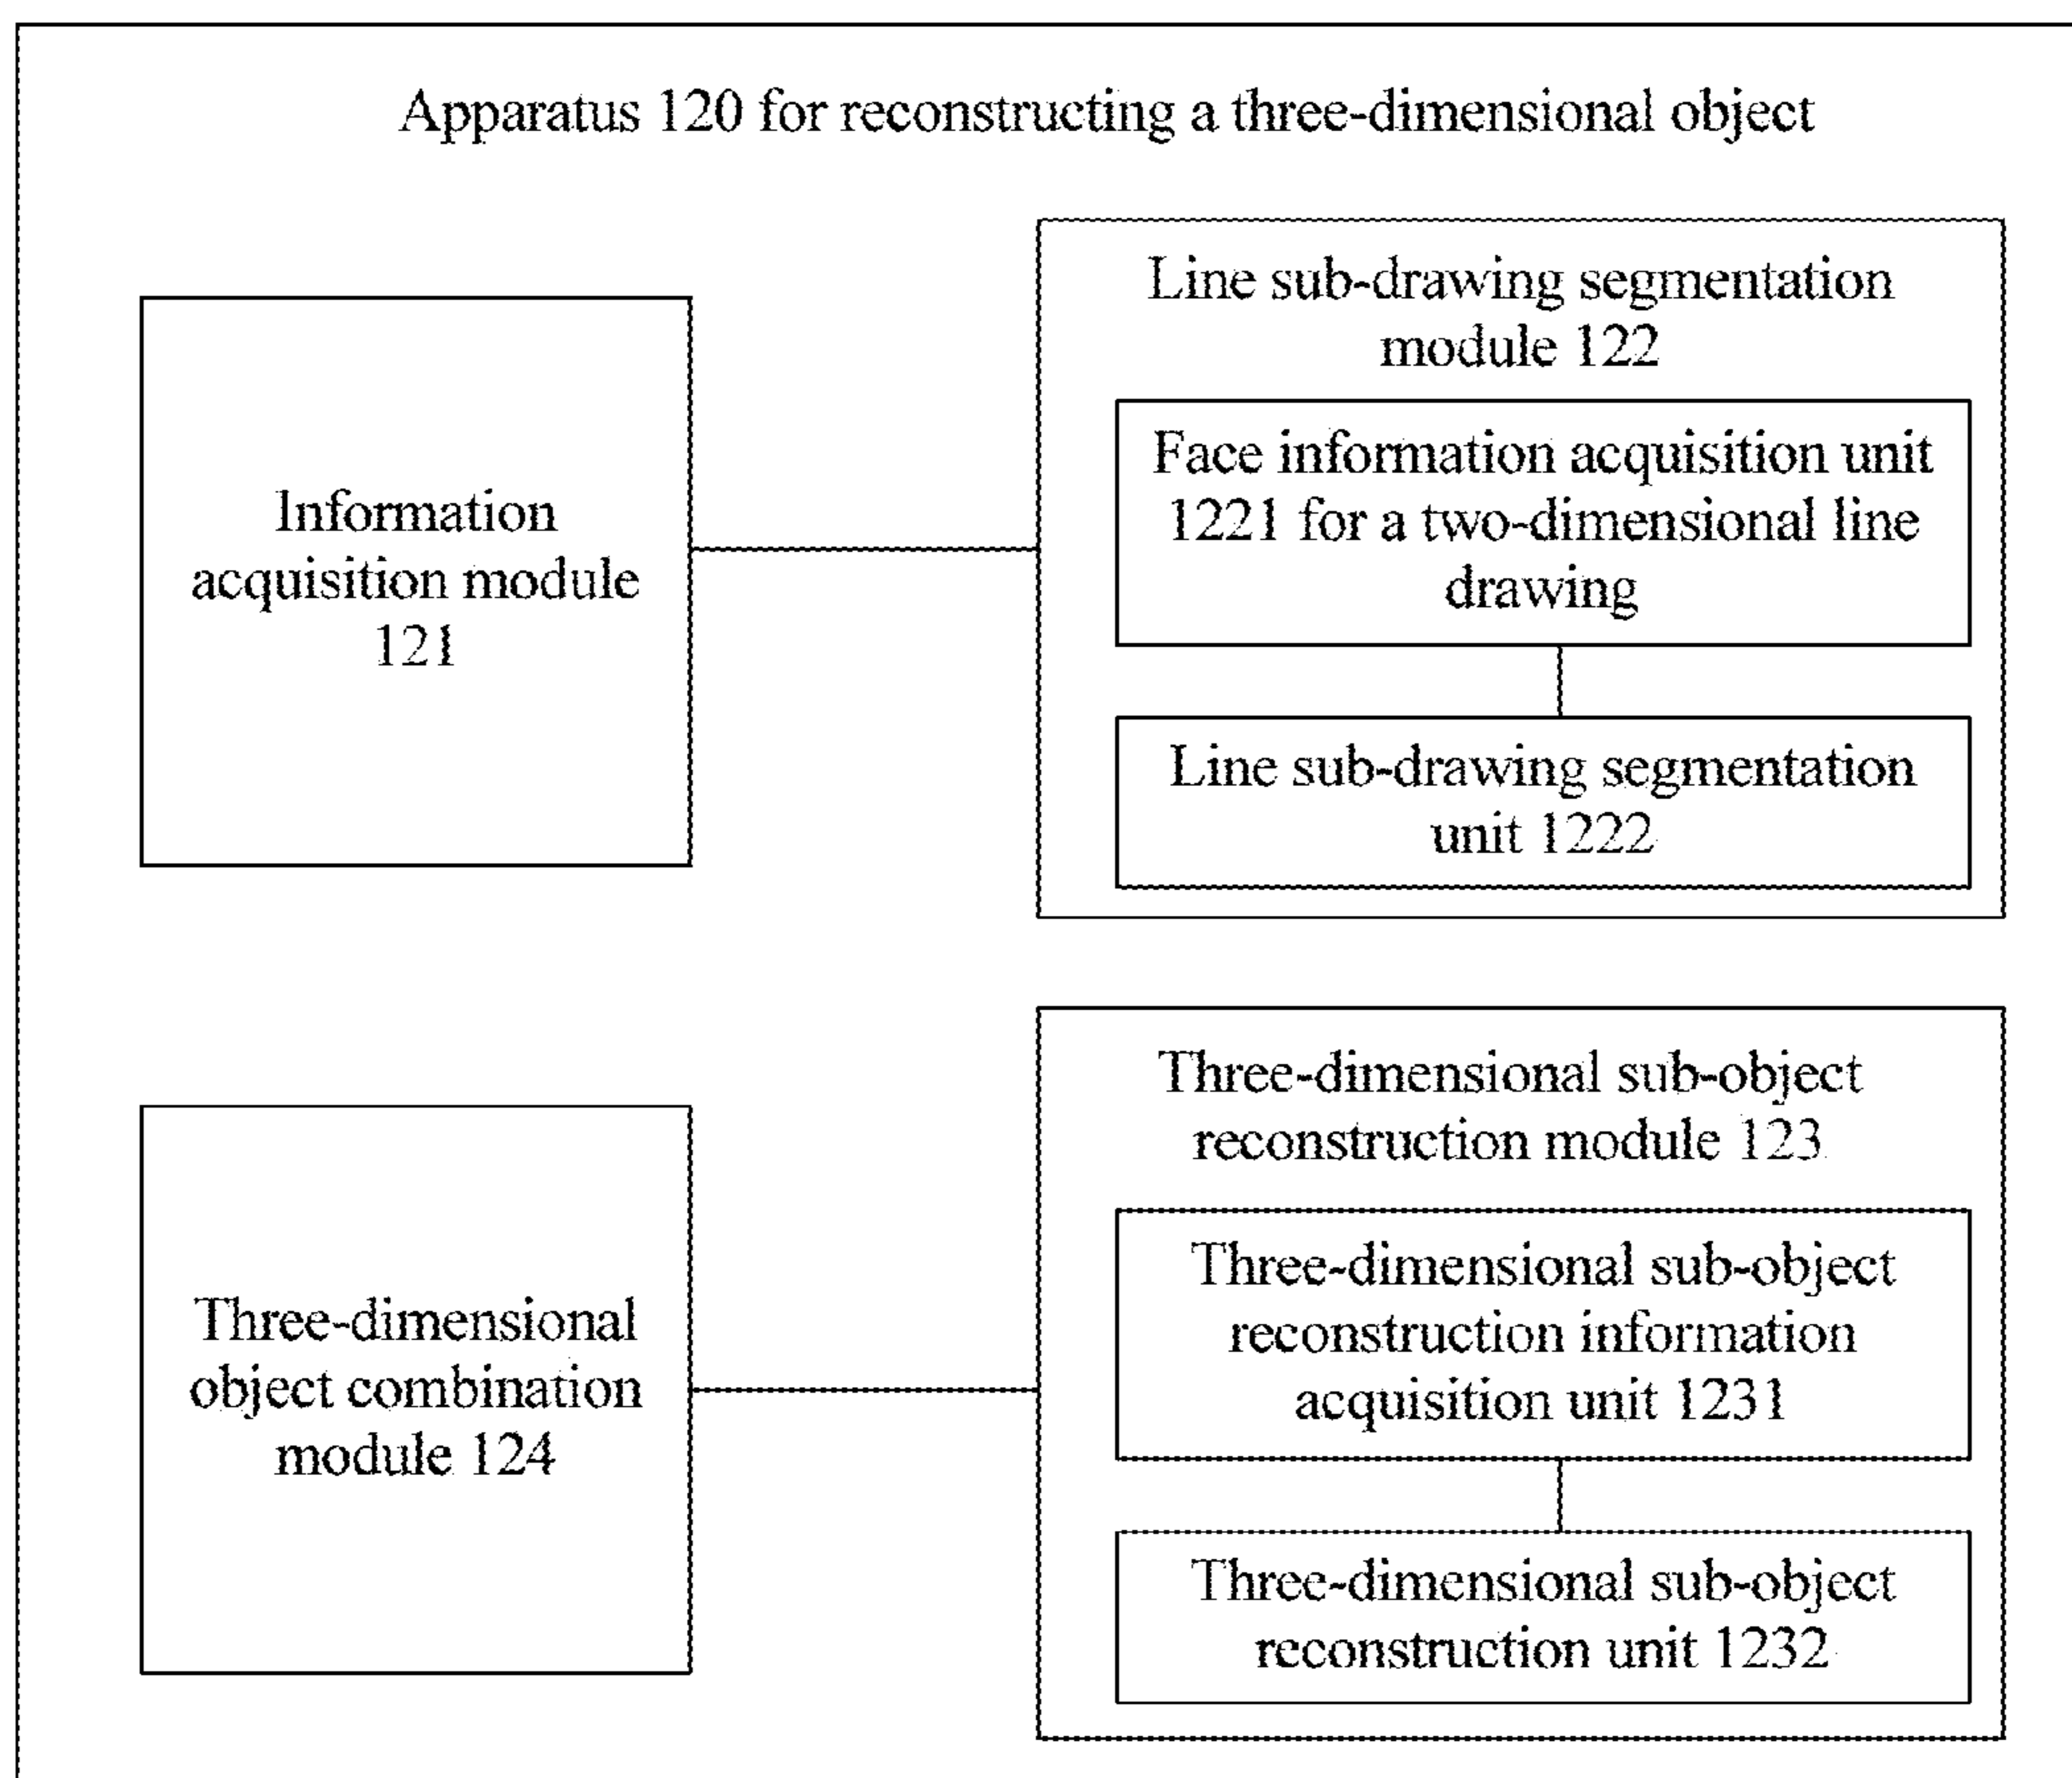 Apparatus 120 for reconstructing a three-dimensional object
Information
acquisition module
121
Line sub-drawing segmentation
module 122
Face information acquisition unit
1221 for a two-dimensional line
drawing
Line sub-drawing segmentation
unit 1222
Three-dimensional
object combination
module 124
Three-dimensional sub-object
reconstruction module 123
Three-dimensional sub-object
reconstruction information
acquisition unit 1231
Three-dimensional sub-object
reconstruction unit 1232